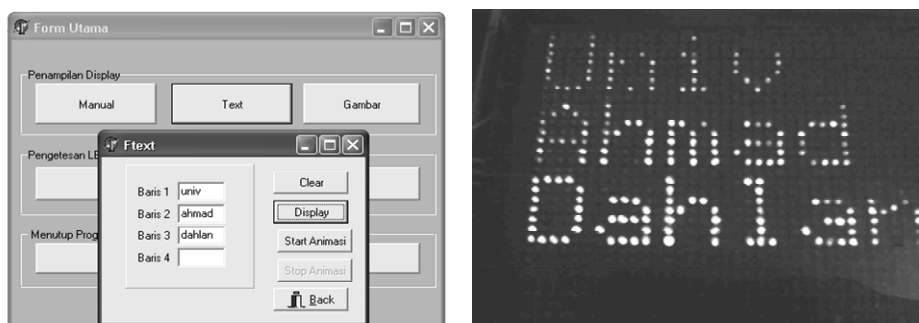 Form Utama
Penampilan Display
Manual
Text
Gambar
Pengetesan LE
Menutup Prog
Ftext
Baris 1 univ
Baris 2 ahmad
Baris 3 dahlan
Baris 4
Clear
Display
Start Animasi
Stop Animasi
Back
Univ
Ahmad
Dahlan